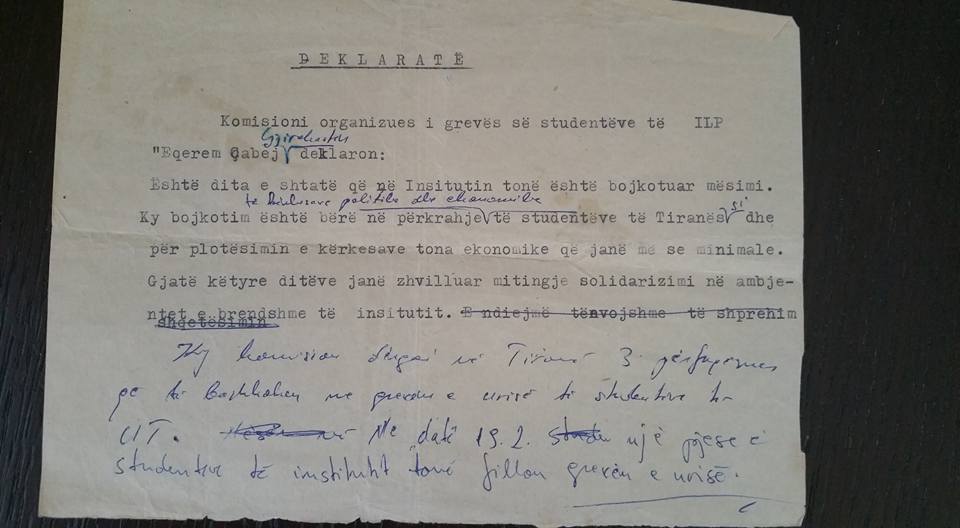 DEKLARATË
Komisioni organizues i grevës së studentëve të ILP
Gjirokastër
"Eqerem Çabej deklaron:
Është dita e shtatë që në Insitutin tonë është bojkotuar mësimi.
të kërkesave politike dhe ekonomike
Ky bojkotim është bërë në përkrahje të studentëve të Tiranës si dhe
për plotësimin e kërkesave tona ekonomike që janë më se minimale.
Gjatë këtyre ditëve janë zhvilluar mitingje solidarizimi në ambje-
ntet e brendshme të insitutit. E ndiejmë tënvojshme të shprehim
shqetësimin
Ky komision dërgoi në Tiranë 3 përfaqsues
që të bashkohen me grevën e urisë të studentëve të
UT. Me datë 19.2. një pjesë e
studentëve të institutit tonë fillon grevën e urisë.